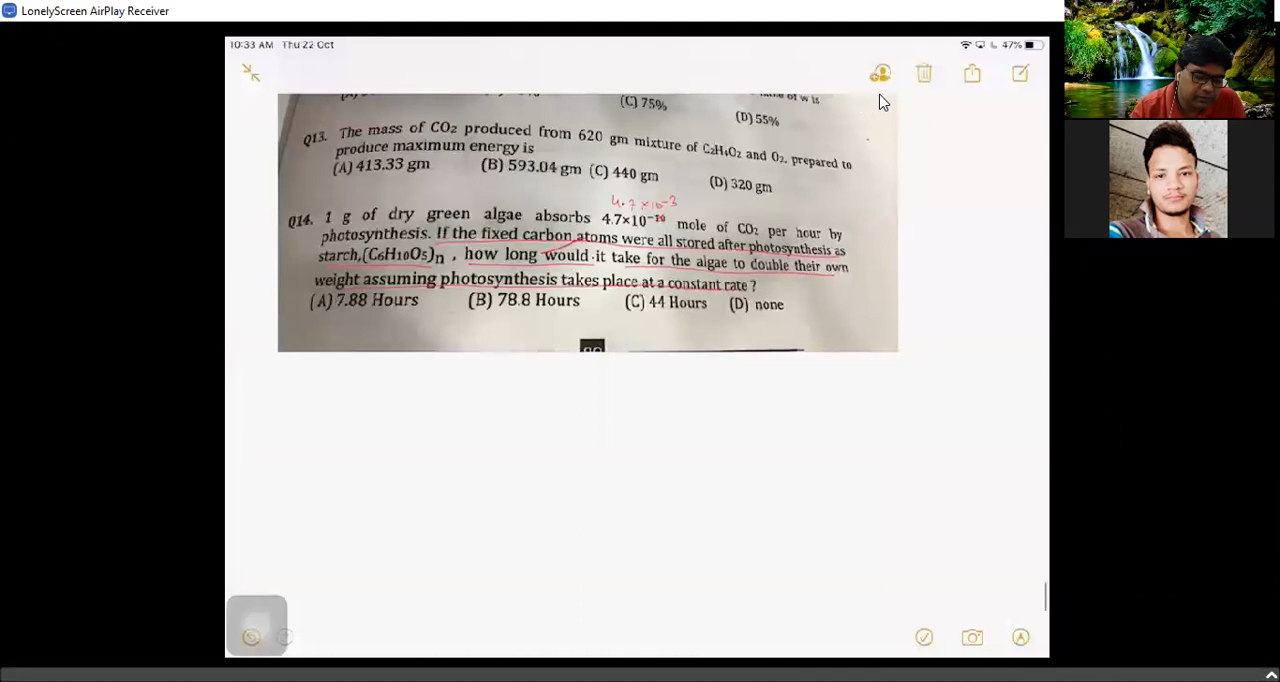 LonelyScreen AirPlay Receiver
10:33 AM Thu 22 Oct
47%
(C) 75%
(D) 55%
Q13. The mass of CO2 produced from 620 gm mixture of C2H4O2 and O2, prepared to
produce maximum energy is
(A) 413.33 gm (B) 593.04 gm (C) 440 gm (D) 320 gm
4.7×10-3
Q14. 1 g of dry green algae absorbs 4.7×10-10 mole of CO2 per hour by
photosynthesis. If the fixed carbon atoms were all stored after photosynthesis as
starch,(C6H10O5)n , how long would it take for the algae to double their own
weight assuming photosynthesis takes place at a constant rate ?
(A) 7.88 Hours (B) 78.8 Hours (C) 44 Hours (D) none